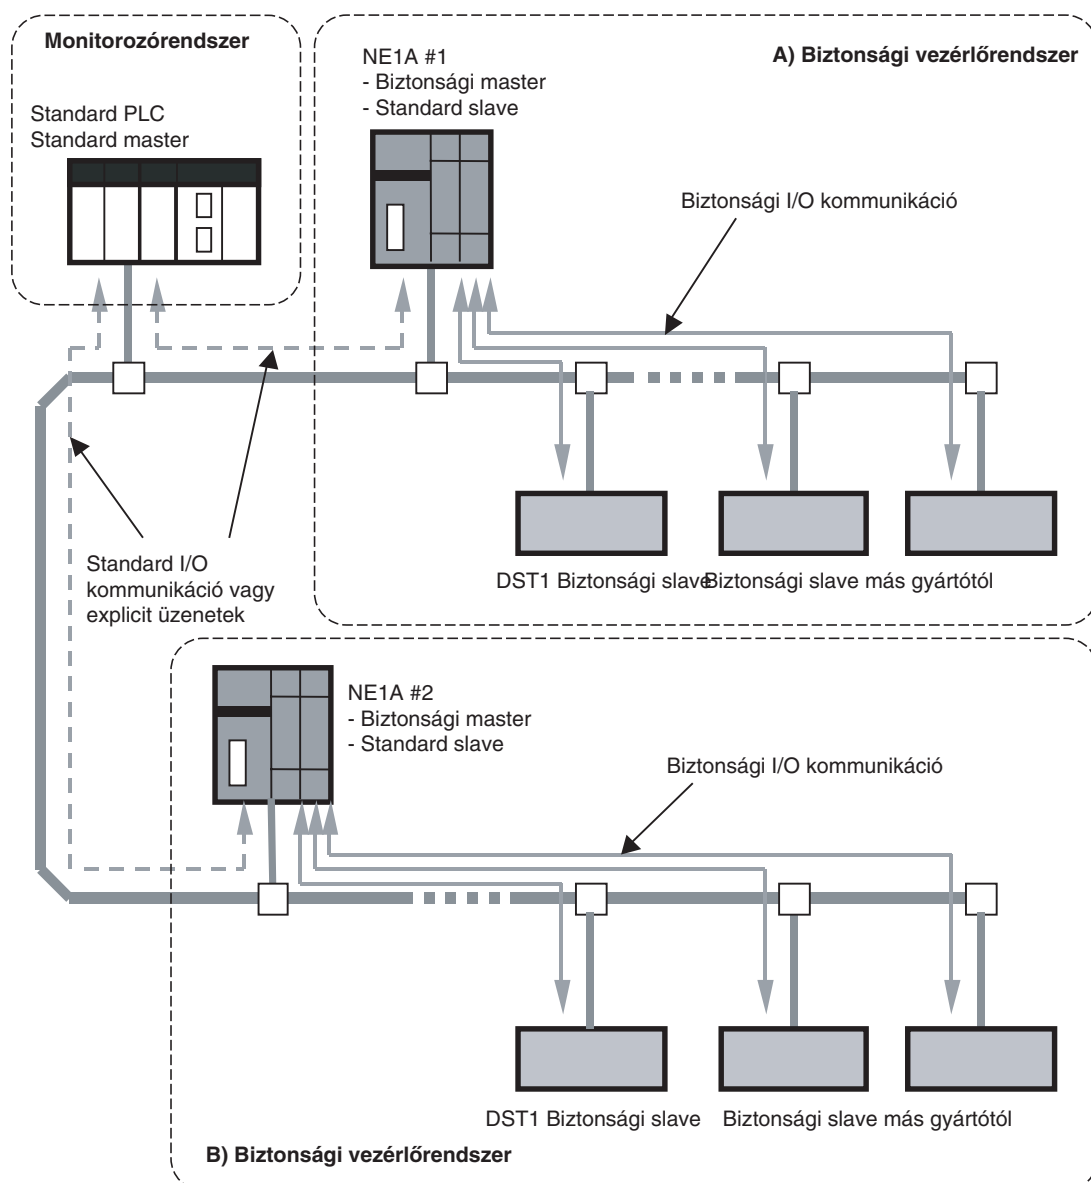 Monitorozórendszer
Standard PLC
Standard master
NE1A #1
- Biztonsági master
- Standard slave
A) Biztonsági vezérlőrendszer
Biztonsági I/O kommunikáció
DST1 Biztonsági slave
Biztonsági slave más gyártótól
Standard I/O
kommunikáció vagy
explicit üzenetek
NE1A #2
- Biztonsági master
- Standard slave
Biztonsági I/O kommunikáció
DST1 Biztonsági slave
Biztonsági slave más gyártótól
B) Biztonsági vezérlőrendszer